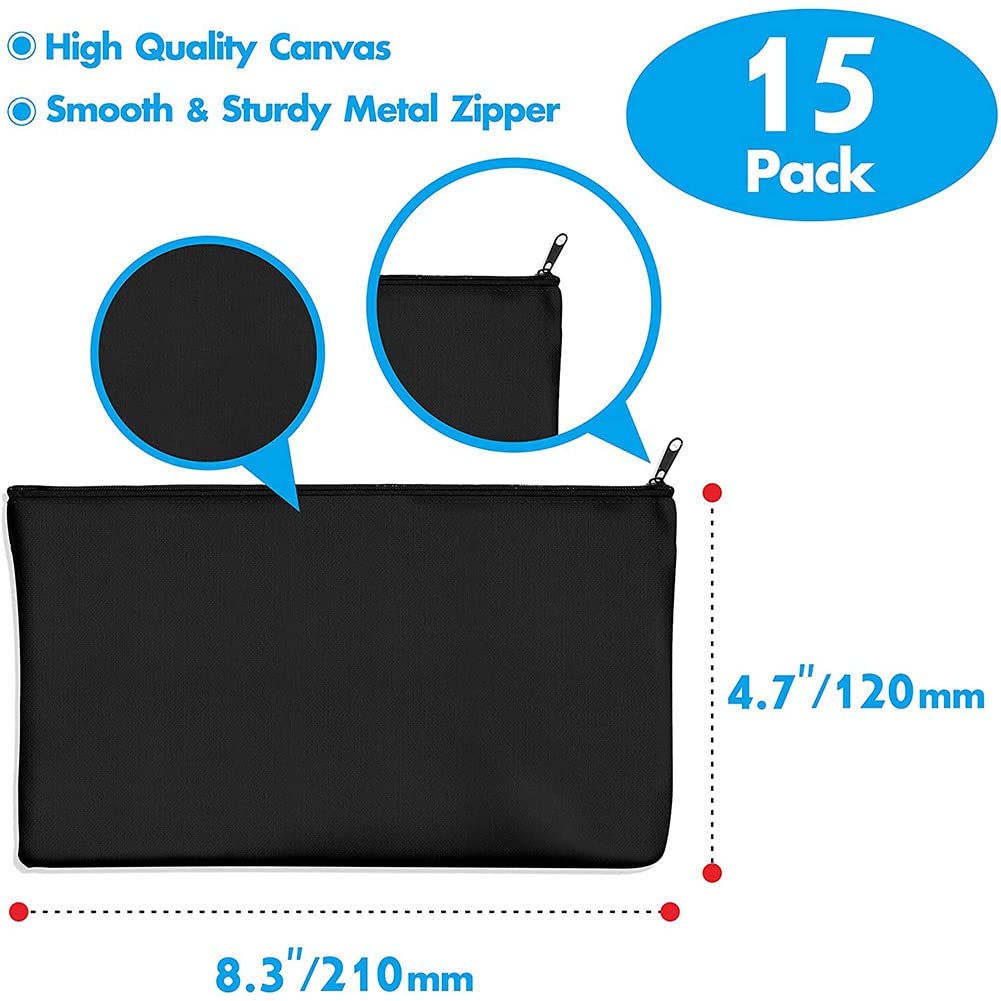 High Quality Canvas
Smooth & Sturdy Metal Zipper
15
Pack
4.7"/120mm
8.3"/210mm